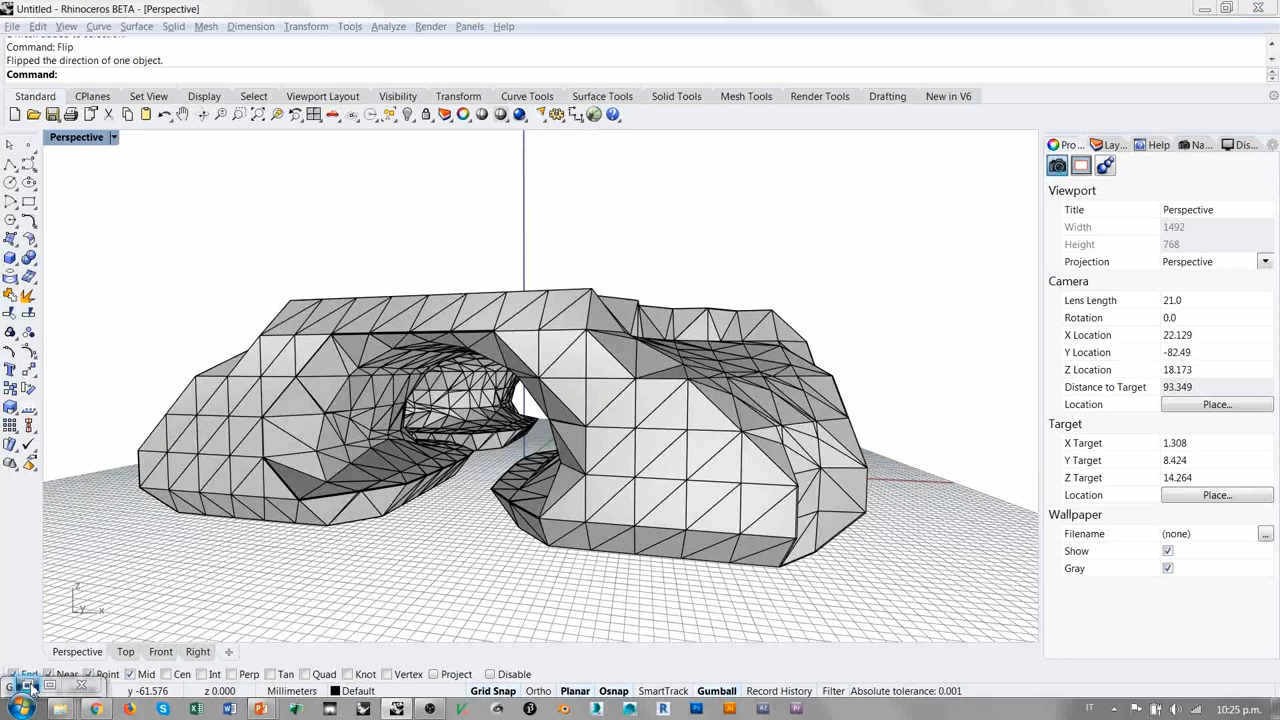 Untitled - Rhinoceros BETA - [Perspective]
File Edit View Curve Surface Solid Mesh Dimension Transform Tools Analyze Render Panels Help
Command: Flip
Flipped the direction of one object.
Command:
Standard CPlanes Set View Display Select Viewport Layout Visibility Transform Curve Tools Surface Tools Solid Tools Mesh Tools Render Tools Drafting New in V6
Perspective
Pro... Lay... Help Na... Dis...
Viewport
Title Perspective
Width 1492
Height 768
Projection Perspective
Camera
Lens Length 21.0
Rotation 0.0
X Location 22.129
Y Location -82.49
Z Location 18.173
Distance to Target 93.349
Location Place...
Target
X Target 1.308
Y Target 8.424
Z Target 14.264
Location Place...
Wallpaper
Filename (none) ...
Show
Gray
z
y x
Perspective Top Front Right
End Near Point Mid Cen Int Perp Tan Quad Knot Vertex Project Disable
G y -61.576 z 0.000 Millimeters Default Grid Snap Ortho Planar Osnap SmartTrack Gumball Record History Filter Absolute tolerance: 0.001
IT 10:25 p.m.